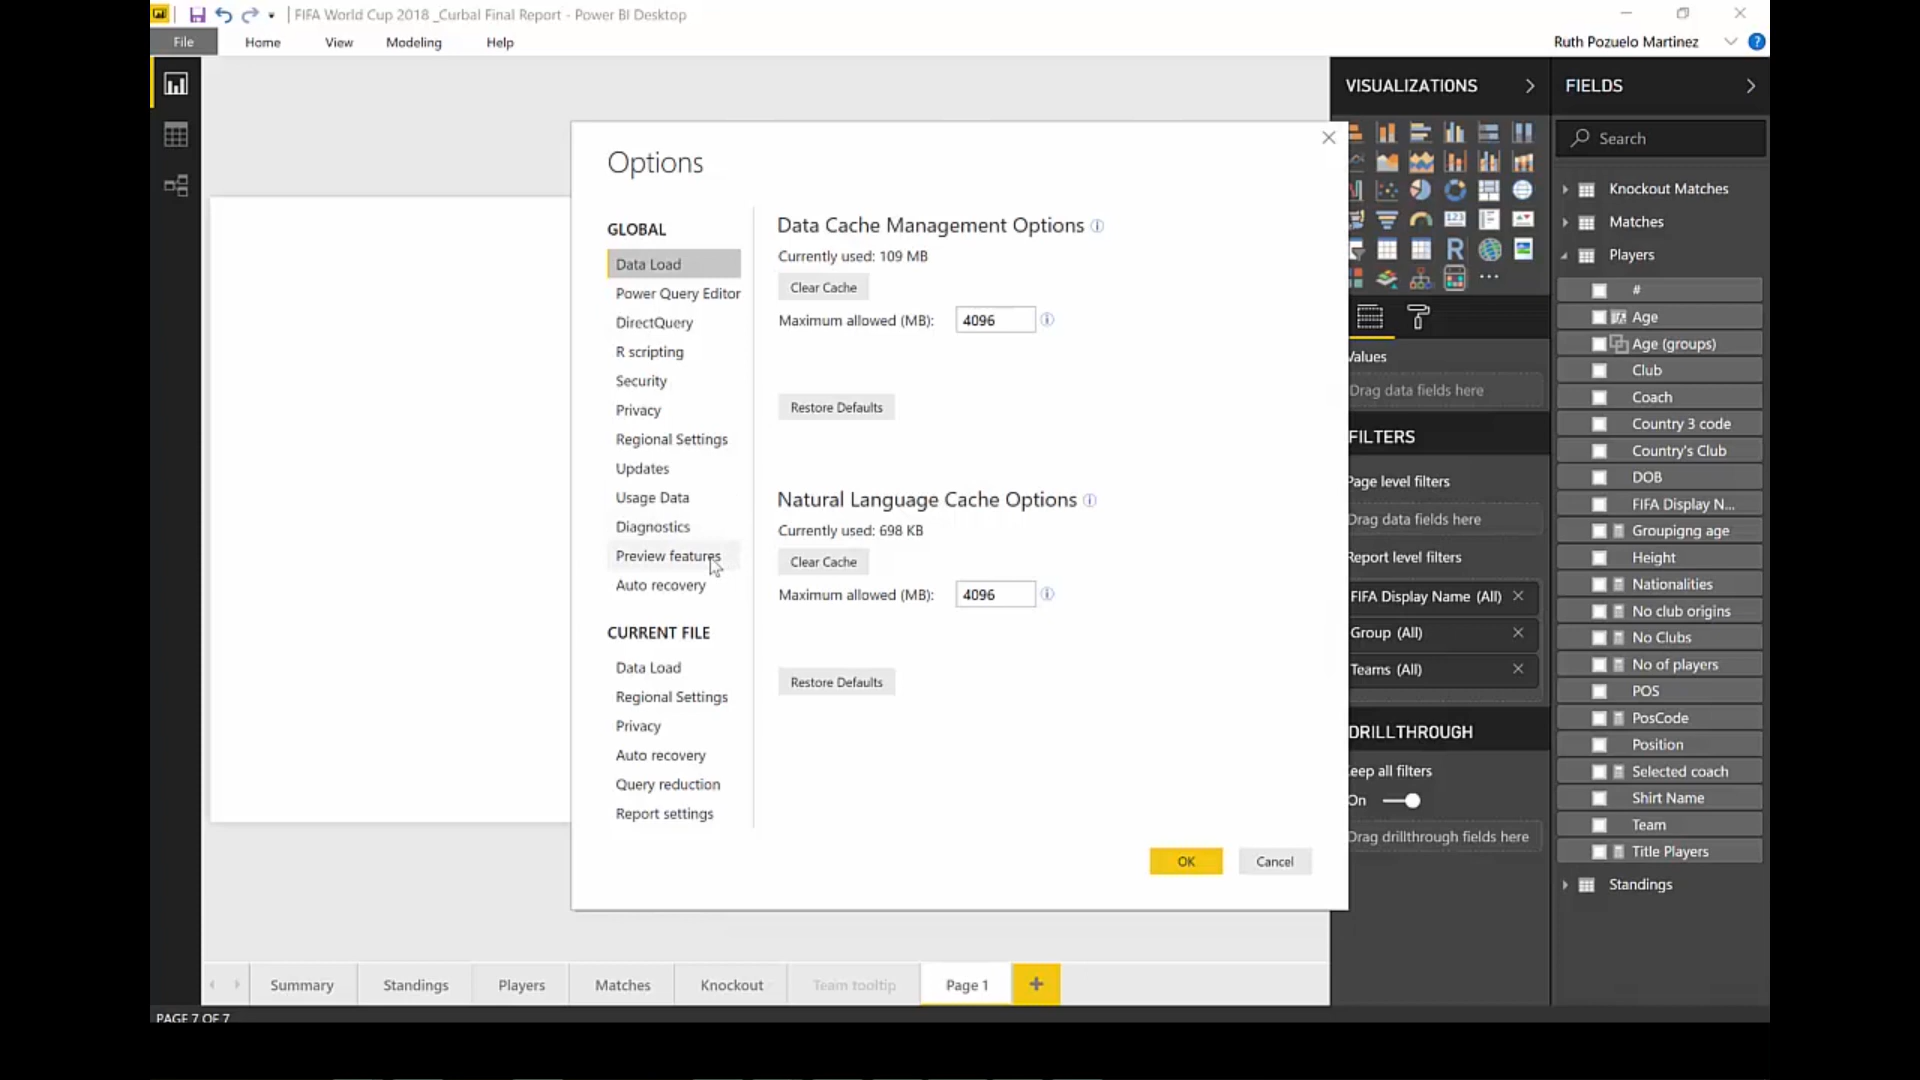 FIFA World Cup 2018 _Curbal Final Report - Power BI Desktop
File
Home
View
Modeling
Help
Ruth Pozuelo Martinez
?
Options
GLOBAL
Data Load
Power Query Editor
DirectQuery
R scripting
Security
Privacy
Regional Settings
Updates
Usage Data
Diagnostics
Preview features
Auto recovery
CURRENT FILE
Data Load
Regional Settings
Privacy
Auto recovery
Query reduction
Report settings
Data Cache Management Options
Currently used: 109 MB
Clear Cache
Maximum allowed (MB): 4096
Restore Defaults
Natural Language Cache Options
Currently used: 698 KB
Clear Cache
Maximum allowed (MB): 4096
Restore Defaults
OK
Cancel
VISUALIZATIONS
123
R
Values
Drag data fields here
FILTERS
Page level filters
Drag data fields here
Report level filters
FIFA Display Name (All)
Group (All)
Teams (All)
DRILLTHROUGH
Keep all filters
On
Drag drillthrough fields here
FIELDS
Search
Knockout Matches
Matches
Players
#
Age
Age (groups)
Club
Coach
Country 3 code
Country's Club
DOB
FIFA Display N...
Groupigng age
Height
Nationalities
No club origins
No Clubs
No of players
POS
PosCode
Position
Selected coach
Shirt Name
Team
Title Players
Standings
Summary
Standings
Players
Matches
Knockout
Team tooltip
Page 1
+
PAGE 7 OF 7